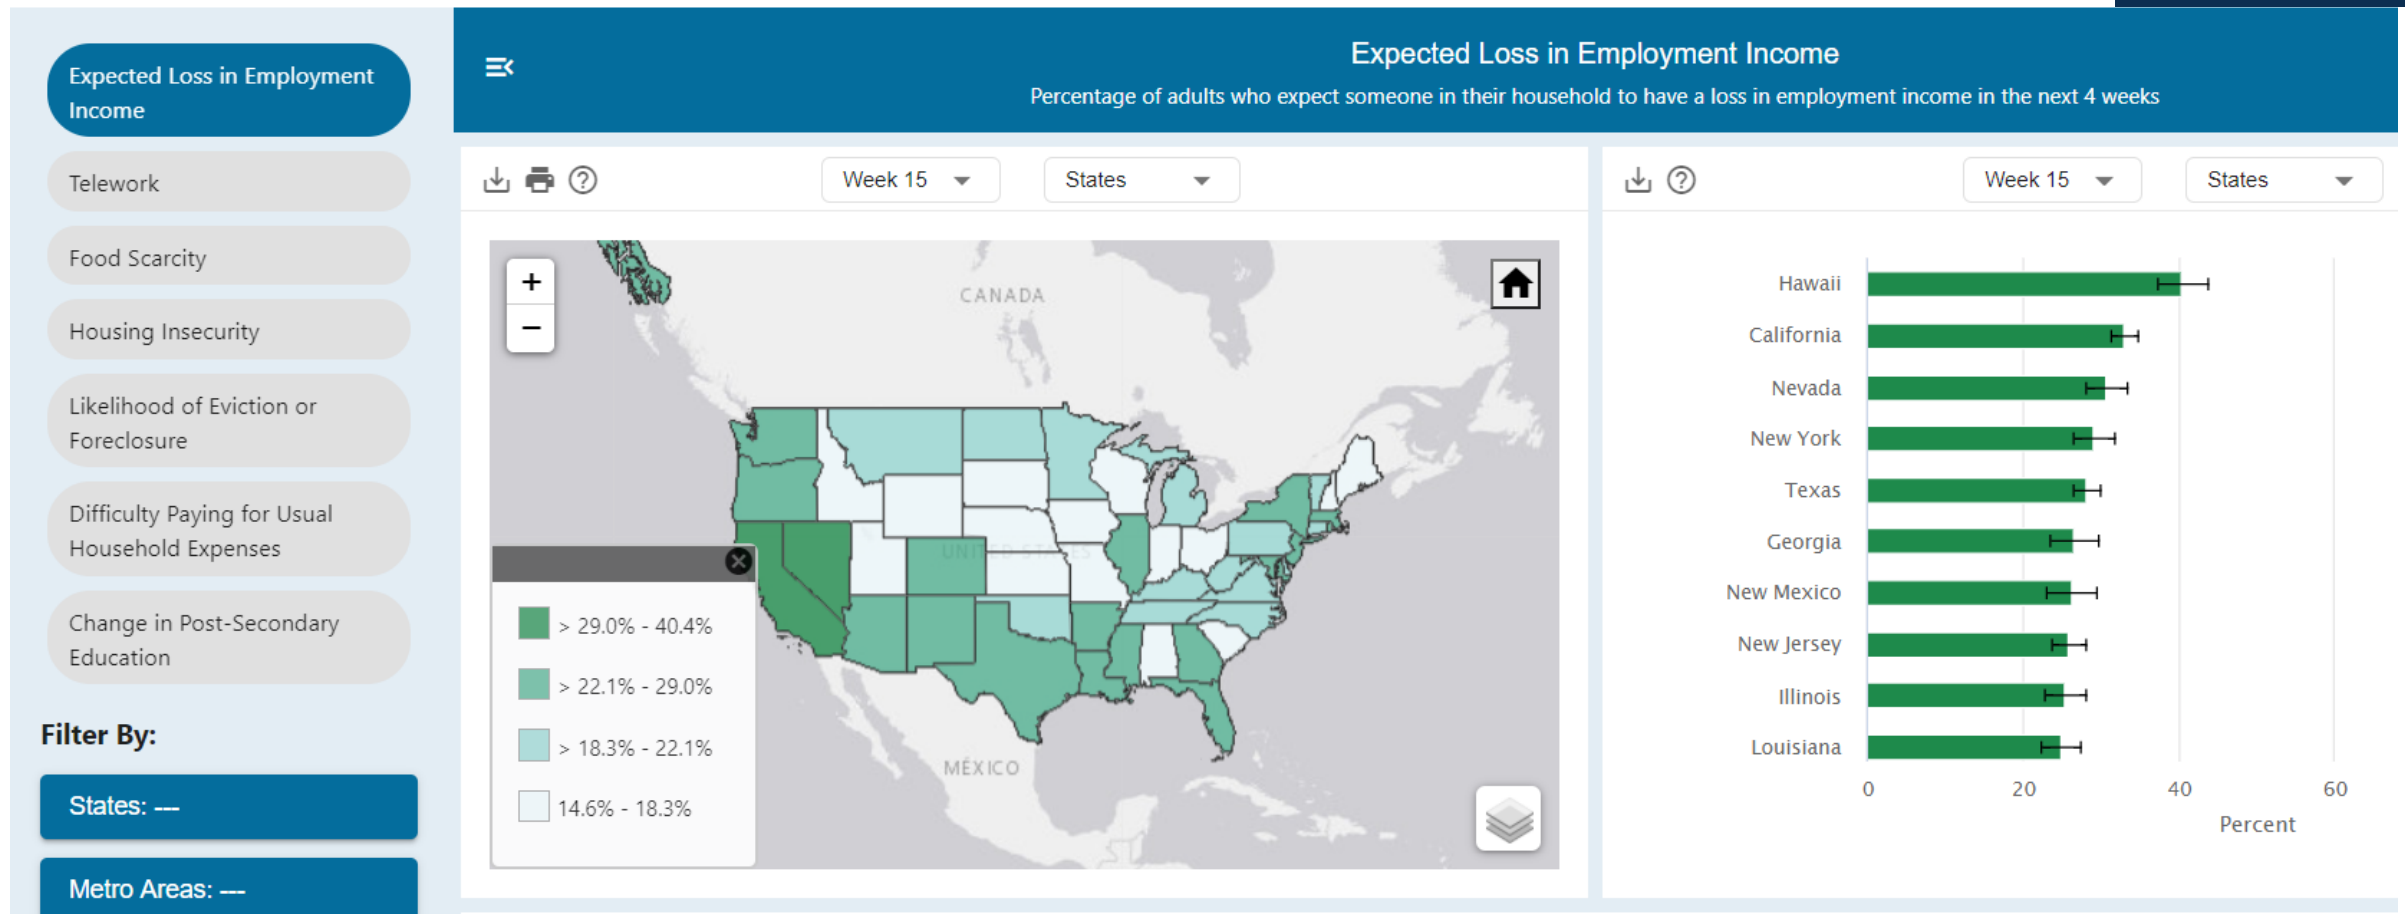 Expected Loss in Employment
Income
Telework
Food Scarcity
Housing Insecurity
Likelihood of Eviction or
Foreclosure
Difficulty Paying for Usual
Household Expenses
Change in Post-Secondary
Education
Filter By:
States: ---
Metro Areas: ---
Expected Loss in Employment Income
Percentage of adults who expect someone in their household to have a loss in employment income in the next 4 weeks
Week 15
States
+
−
CANADA
UNITED STATES
MÉXICO
> 29.0% - 40.4%
> 22.1% - 29.0%
> 18.3% - 22.1%
14.6% - 18.3%
Week 15
States
Hawaii
California
Nevada
New York
Texas
Georgia
New Mexico
New Jersey
Illinois
Louisiana
0 20 40 60
Percent